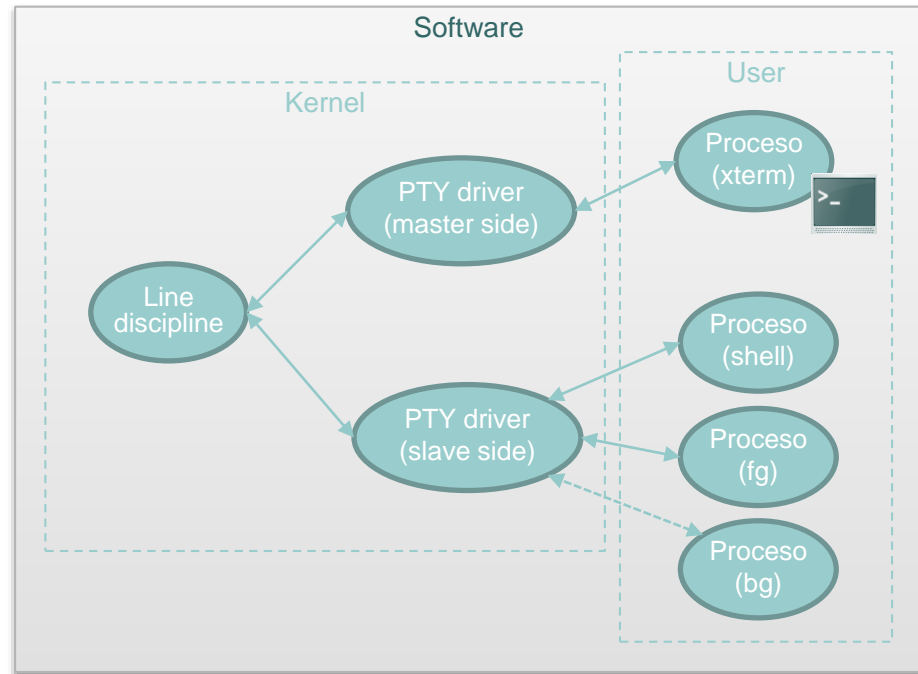 Software
User
Kernel
Proceso
(xterm)
>_
PTY driver
(master side)
Line
discipline
Proceso
(shell)
PTY driver
(slave side)
Proceso
(fg)
Proceso
(bg)